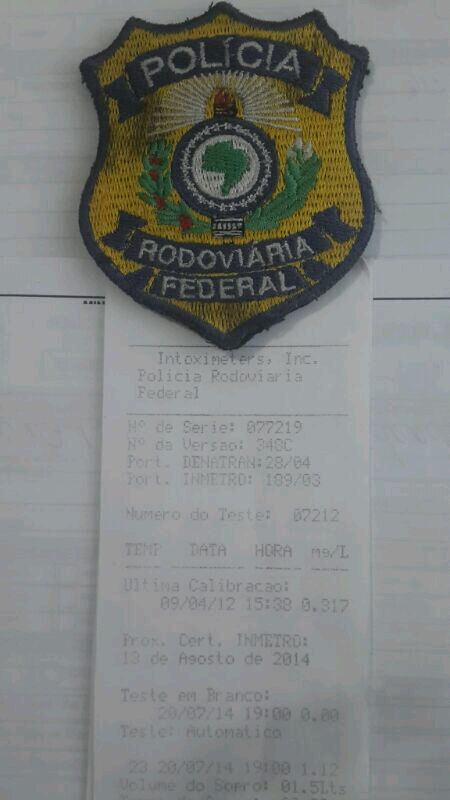 POLÍCIA
RODOVIÁRIA
FEDERAL
Intoximeters, Inc.
Policia Rodoviaria
Federal
Nº de Serie: 077219
Nº da Versao: 348C
Port. DENATRAN:28/04
Port. INMETRO: 189/03
Numero do Teste: 07212
TEMP DATA HORA mg/L
Ultima Calibracao:
09/04/12 15:38 0.317
Prox. Cert. INMETRO:
13 de Agosto de 2014
Teste em Branco:
20/07/14 19:00 0.00
Teste: Automatico
23 20/07/14 19:00 1.12
Volume do Sopro: 01.5Lts